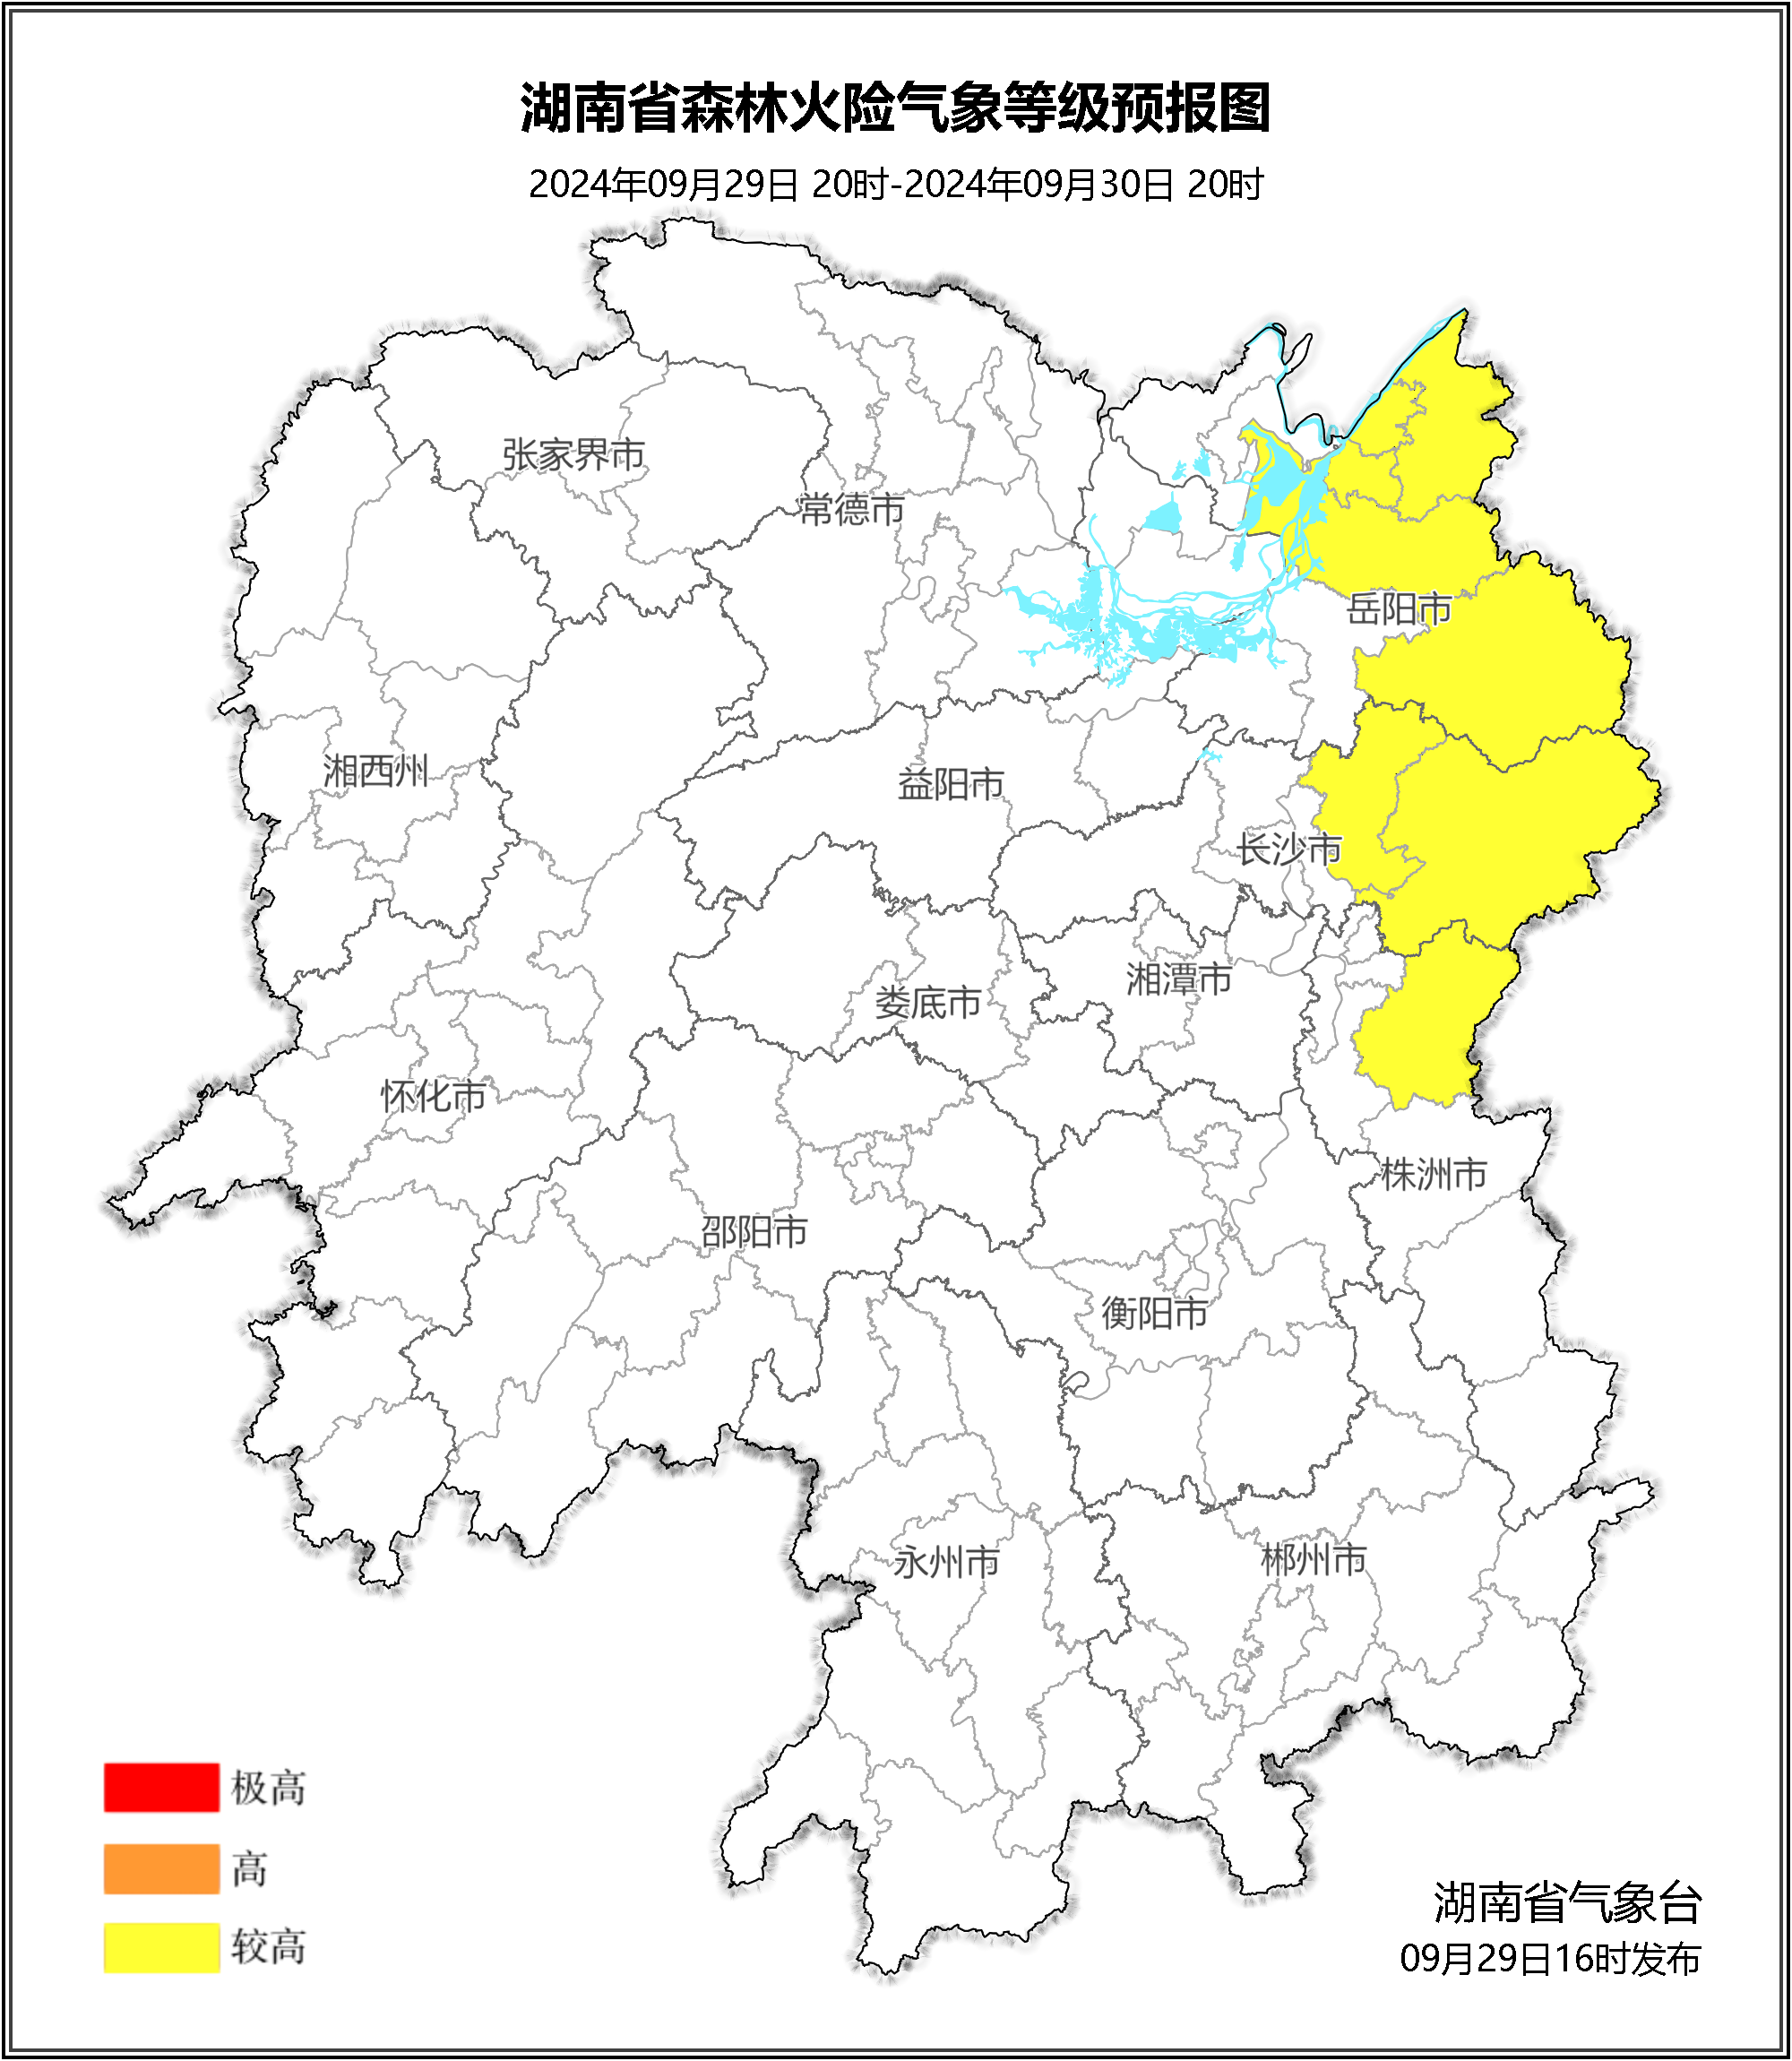 湖南省森林火险气象等级预报图
2024年09月29日 20时-2024年09月30日 20时
张家界市
常德市
岳阳市
湘西州
益阳市
长沙市
湘潭市
娄底市
怀化市
株洲市
邵阳市
衡阳市
永州市
郴州市
极高
高
较高
湖南省气象台
09月29日16时发布